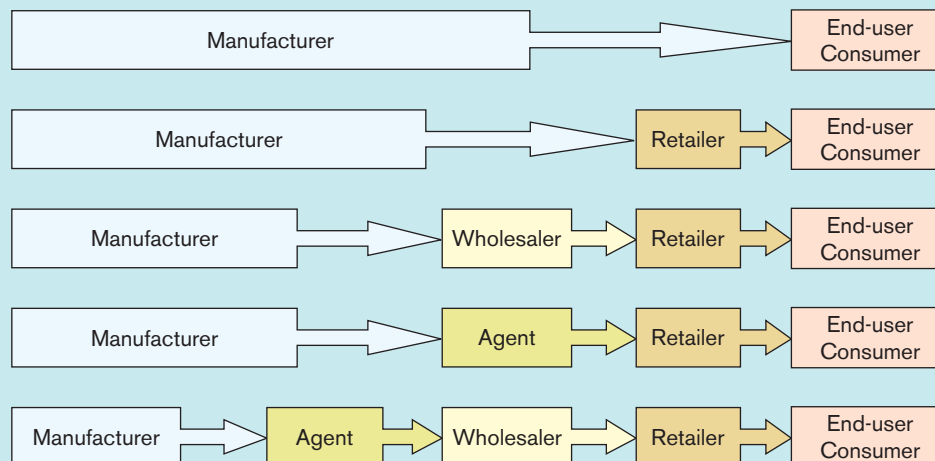 Manufacturer
End-user
Consumer
Manufacturer
Retailer
End-user
Consumer
Manufacturer
Wholesaler
Retailer
End-user
Consumer
Manufacturer
Agent
Retailer
End-user
Consumer
Manufacturer
Agent
Wholesaler
Retailer
End-user
Consumer